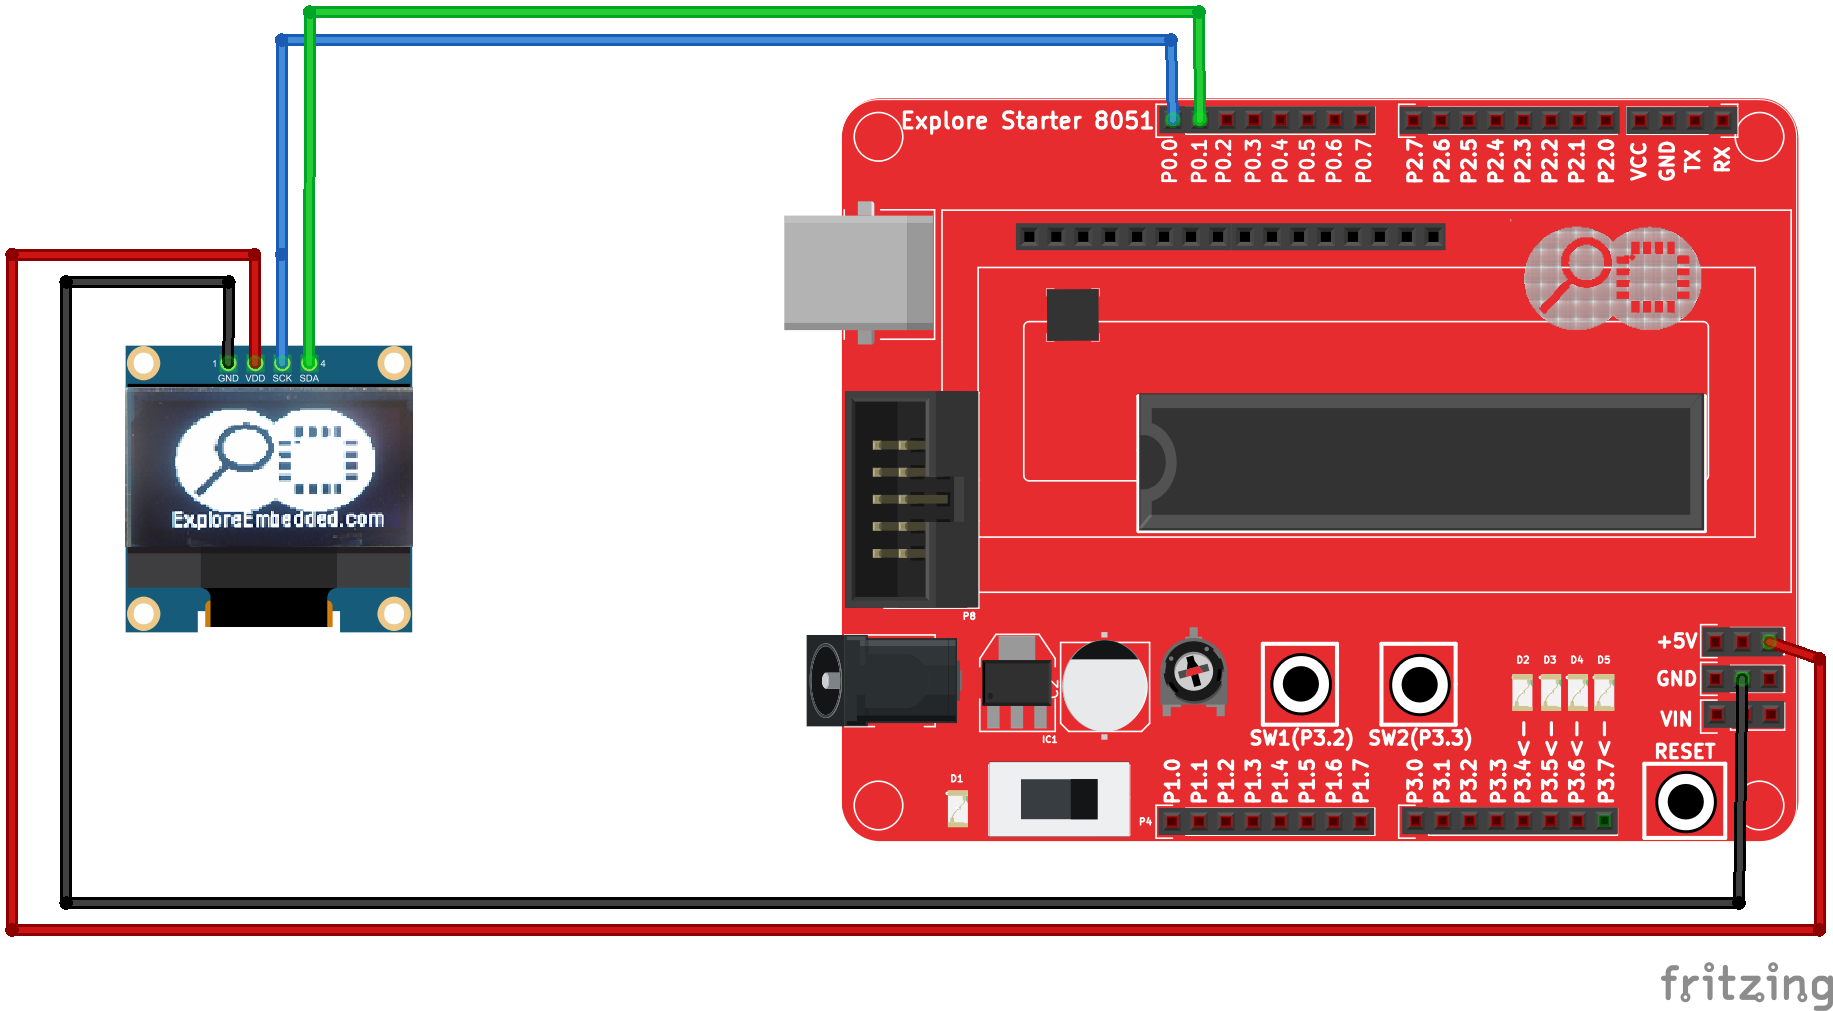 Explore Starter 8051
P0.0 P0.1 P0.2 P0.3 P0.4 P0.5 P0.6 P0.7
P2.7 P2.6 P2.5 P2.4 P2.3 P2.2 P2.1 P2.0
VCC GND TX RX
1 4
GND VDD SCK SDA
ExploreEmbedded.com
P8
+5V
GND
VIN
D2 D3 D4 D5
C2
IC1
SW1(P3.2) SW2(P3.3)
RESET
D1
P1.0 P1.1 P1.2 P1.3 P1.4 P1.5 P1.6 P1.7
P3.0 P3.1 P3.2 P3.3 P3.4<— P3.5<— P3.6<— P3.7<—
P4
fritzing